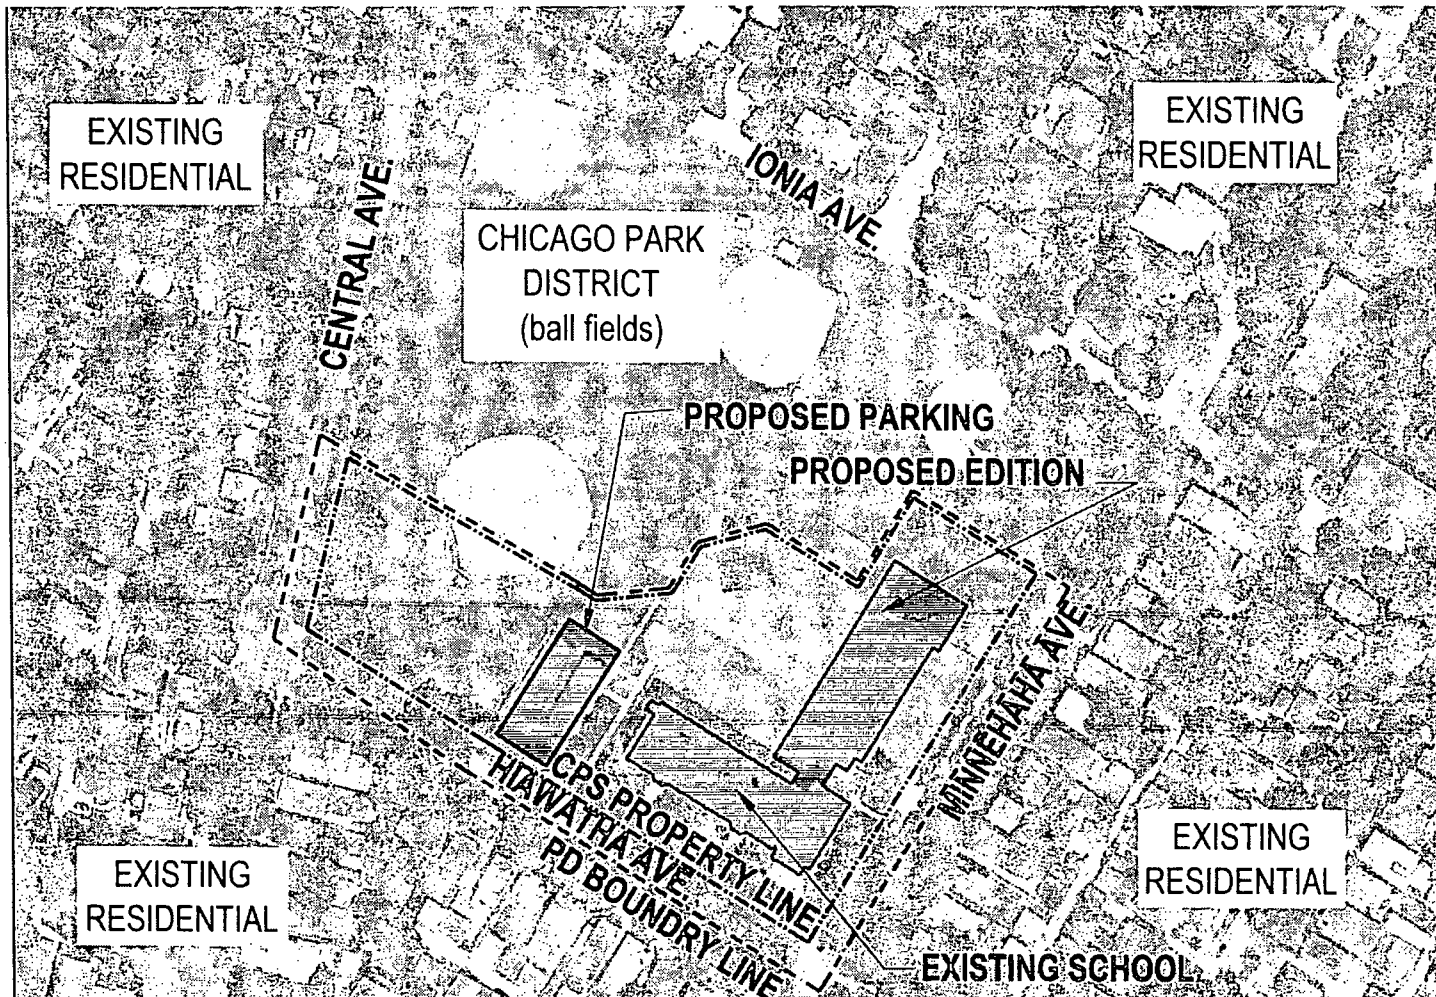 EXISTING
RESIDENTIAL
EXISTING
RESIDENTIAL
IONIA AVE.
CENTRAL AVE.
CHICAGO PARK
DISTRICT
(ball fields)
PROPOSED PARKING
PROPOSED EDITION
MINNEHAHA AVE.
CPS PROPERTY LINE
HIAWATHA AVE
PD BOUNDRY LINE
EXISTING
RESIDENTIAL
EXISTING
RESIDENTIAL
EXISTING SCHOOL